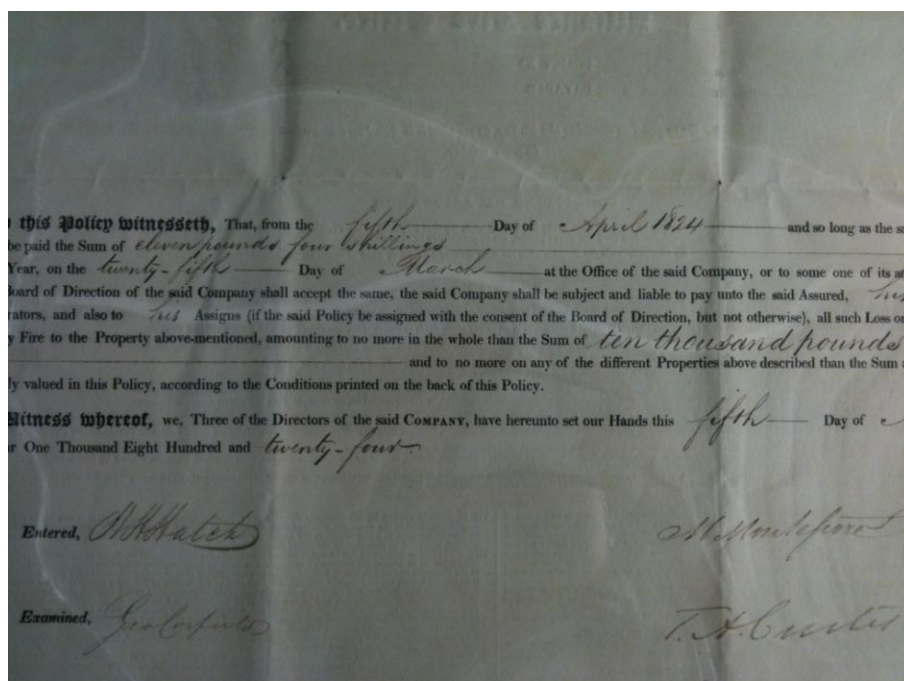 this Policy witnesseth, That, from the fifth Day of April 1824 and so long as the
be paid the Sum of eleven pounds four shillings
Year, on the twenty-fifth Day of March at the Office of the said Company, or to some one of its
Board of Direction of the said Company shall accept the same, the said Company shall be subject and liable to pay unto the said Assured, his
rators, and also to his Assigns (if the said Policy be assigned with the consent of the Board of Direction, but not otherwise), all such Loss or
y Fire to the Property above-mentioned, amounting to no more in the whole than the Sum of ten thousand pounds
and to no more on any of the different Properties above described than the Sum
ly valued in this Policy, according to the Conditions printed on the back of this Policy.
Witness whereof, we, Three of the Directors of the said COMPANY, have hereunto set our Hands this fifth Day of
r One Thousand Eight Hundred and twenty-four
Entered, Hatch M Montefiore
Examined, Geo Corfield T. A. Curtis